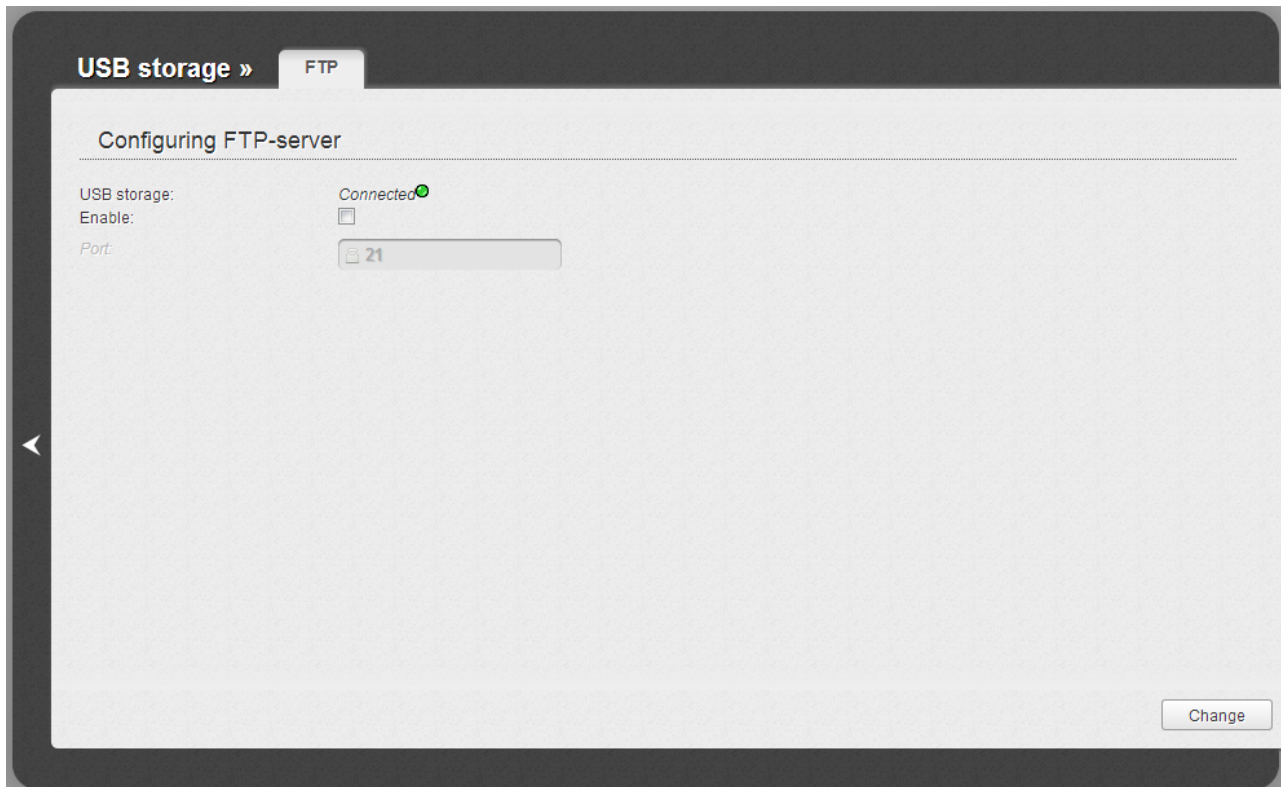 USB storage »
FTP
Configuring FTP-server
USB storage: Connected
Enable:
Port: 21
Change